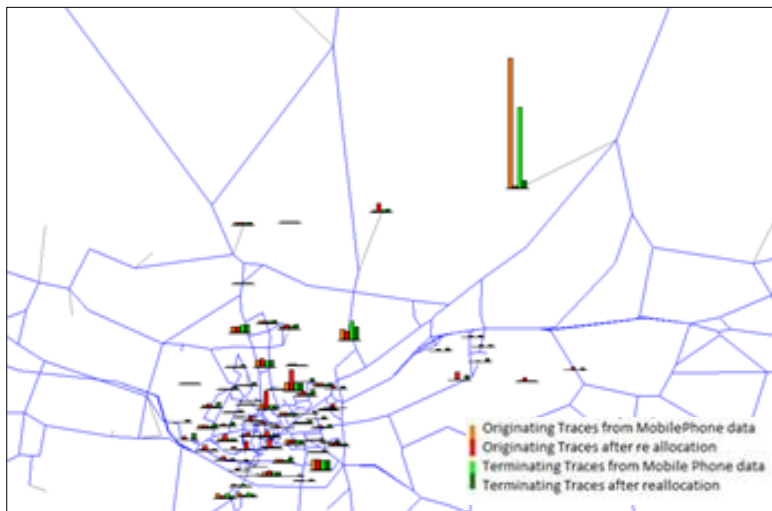 Originating Traces from MobilePhone data
Originating Traces after re allocation
Terminating Traces from Mobile Phone data
Terminating Traces after reallocation